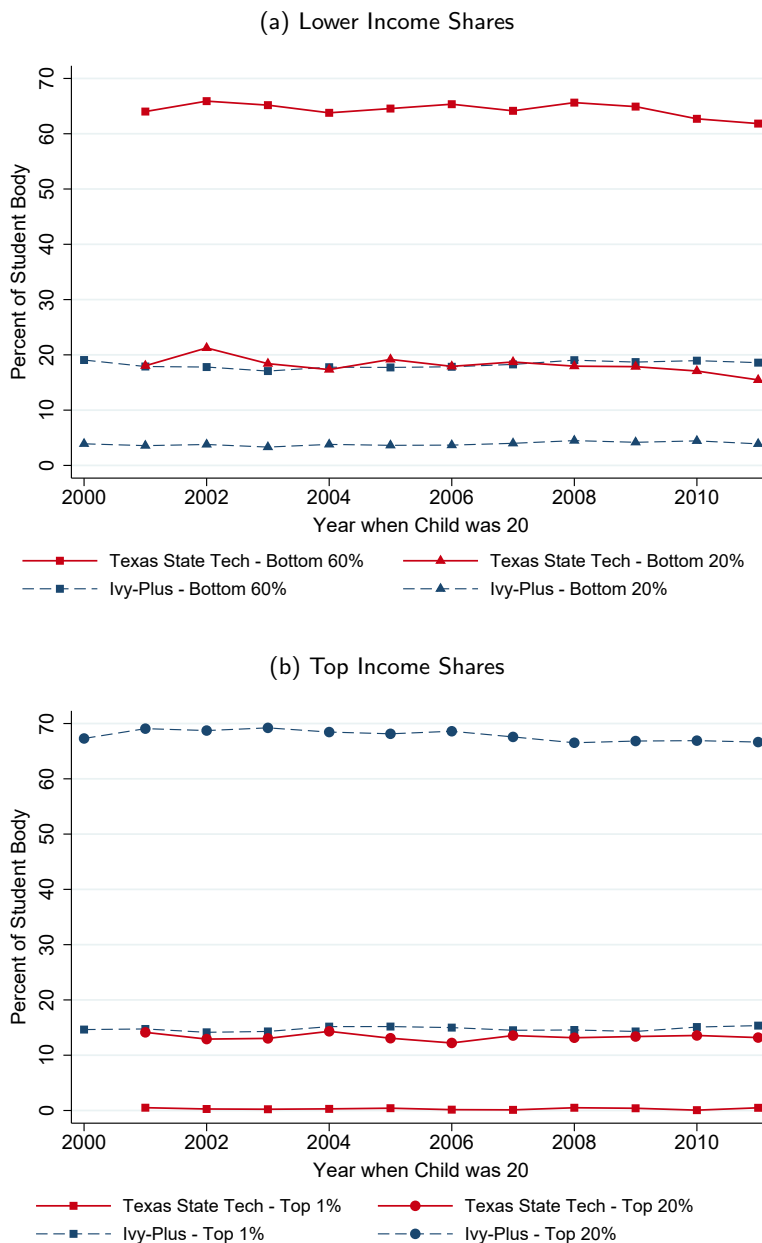 (a) Lower Income Shares
Percent of Student Body
70
60
50
40
30
20
10
0
2000 2002 2004 2006 2008 2010
Year when Child was 20
Texas State Tech - Bottom 60% Texas State Tech - Bottom 20%
Ivy-Plus - Bottom 60% Ivy-Plus - Bottom 20%
(b) Top Income Shares
Percent of Student Body
70
60
50
40
30
20
10
0
2000 2002 2004 2006 2008 2010
Year when Child was 20
Texas State Tech - Top 1% Texas State Tech - Top 20%
Ivy-Plus - Top 1% Ivy-Plus - Top 20%